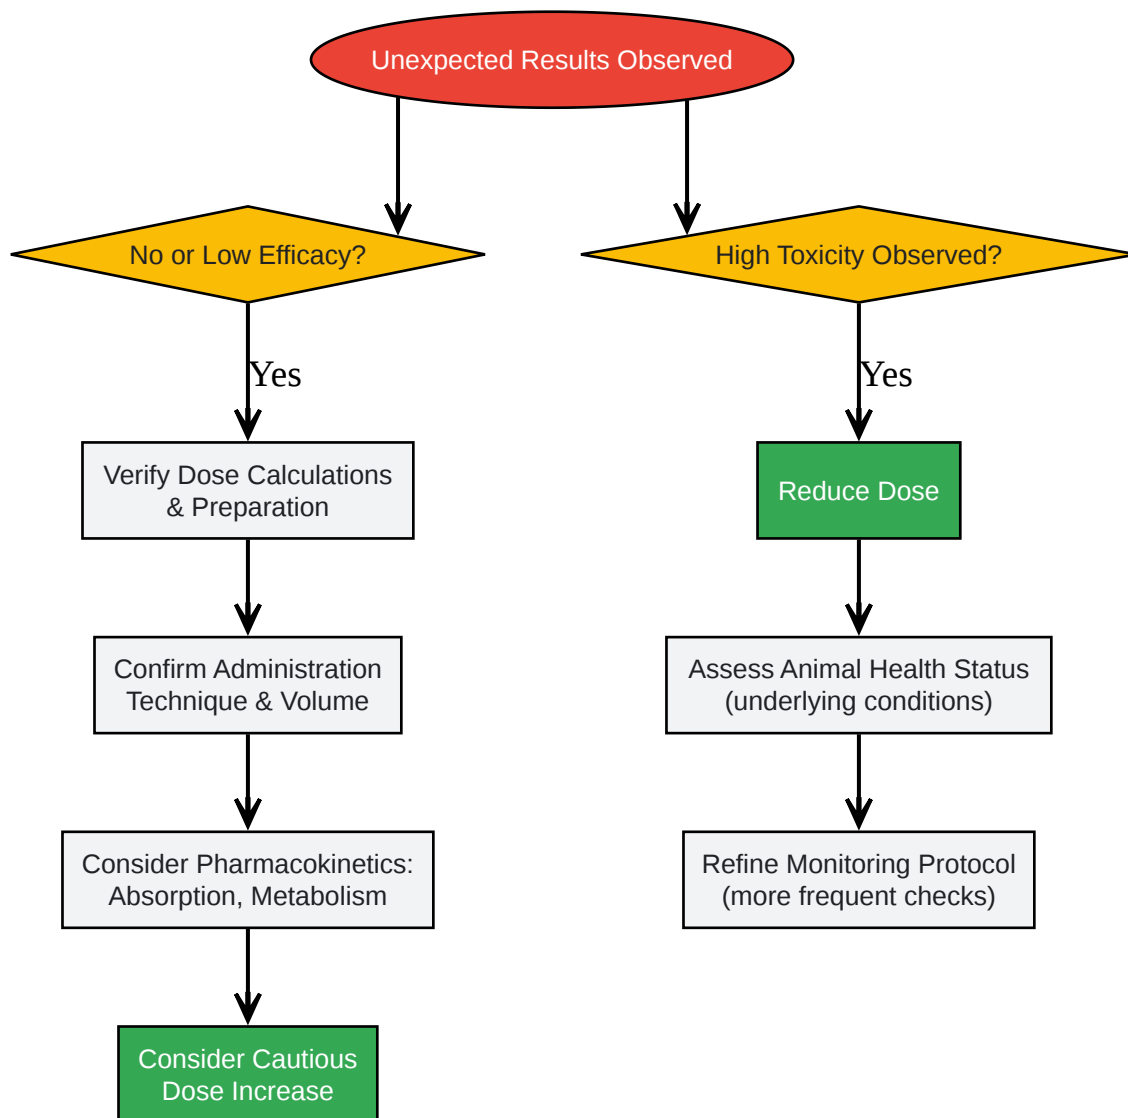 Unexpected Results Observed
No or Low Efficacy?
High Toxicity Observed?
Yes
Yes
Verify Dose Calculations
& Preparation
Reduce Dose
Confirm Administration
Technique & Volume
Assess Animal Health Status
(underlying conditions)
Consider Pharmacokinetics:
Absorption, Metabolism
Refine Monitoring Protocol
(more frequent checks)
Consider Cautious
Dose Increase